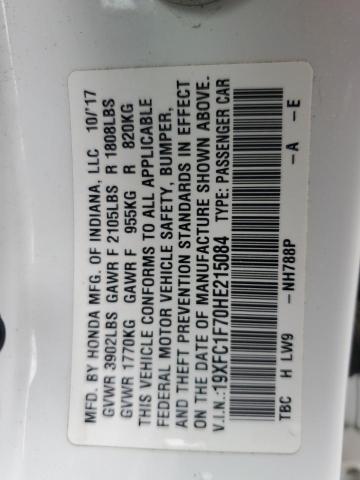 MFD. BY HONDA MFG. OF INDIANA, LLC 10/'17
GVWR 3902LBS GAWR F 2105LBS R 1808LBS
GVWR 1770KG GAWR F 955KG R 820KG
THIS VEHICLE CONFORMS TO ALL APPLICABLE
FEDERAL MOTOR VEHICLE SAFETY, BUMPER,
AND THEFT PREVENTION STANDARDS IN EFFECT
ON THE DATE OF MANUFACTURE SHOWN ABOVE.
V.I.N.:19XFC1F70HE215084 TYPE: PASSENGER CAR
TBC H LW9 -NH788P -A -E